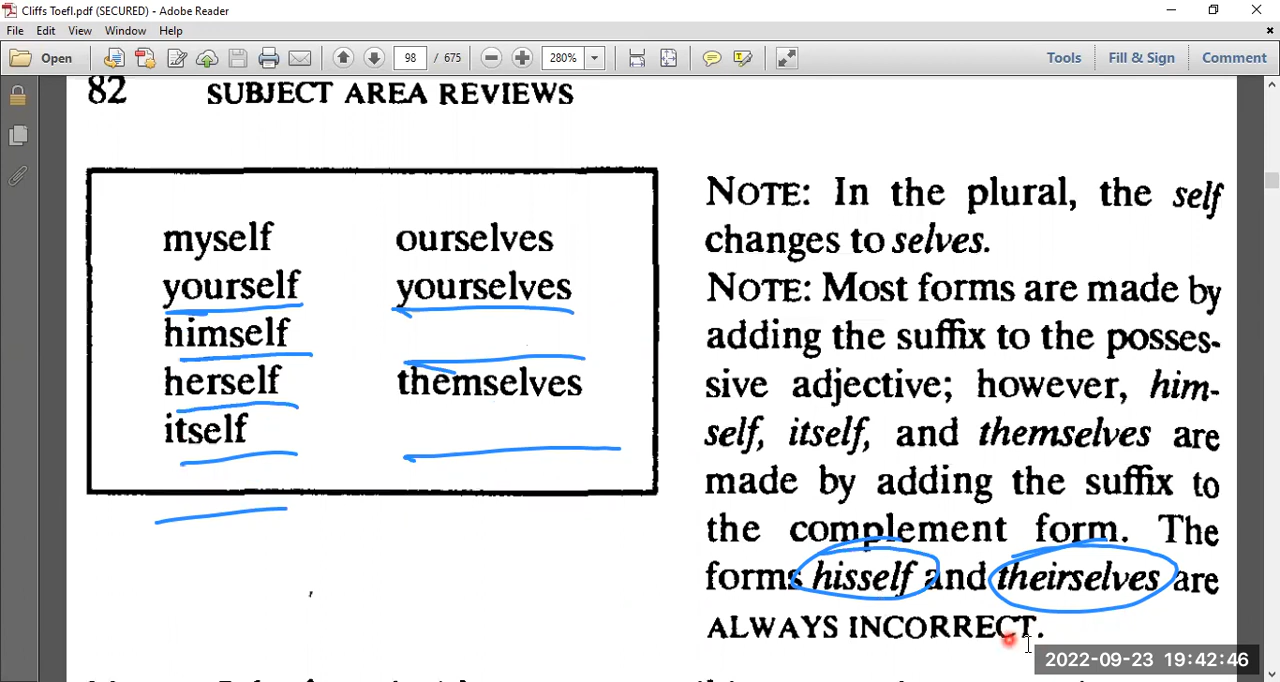 Cliffs Toefl.pdf (SECURED) - Adobe Reader
File Edit View Window Help
Open 98 / 675 280% Tools Fill & Sign Comment
82 SUBJECT AREA REVIEWS
myself ourselves
yourself yourselves
himself
herself themselves
itself
NOTE: In the plural, the self
changes to selves.
NOTE: Most forms are made by
adding the suffix to the posses-
sive adjective; however, him-
self, itself, and themselves are
made by adding the suffix to
the complement form. The
forms hisself and theirselves are
ALWAYS INCORRECT.
2022-09-23 19:42:46